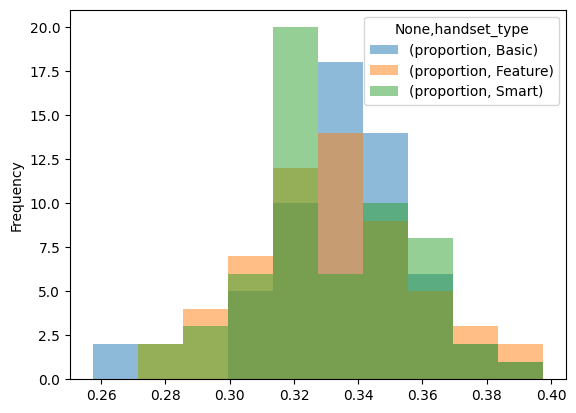 None,handset_type
(proportion, Basic)
(proportion, Feature)
(proportion, Smart)
Frequency
20.0
17.5
15.0
12.5
10.0
7.5
5.0
2.5
0.0
0.26 0.28 0.30 0.32 0.34 0.36 0.38 0.40